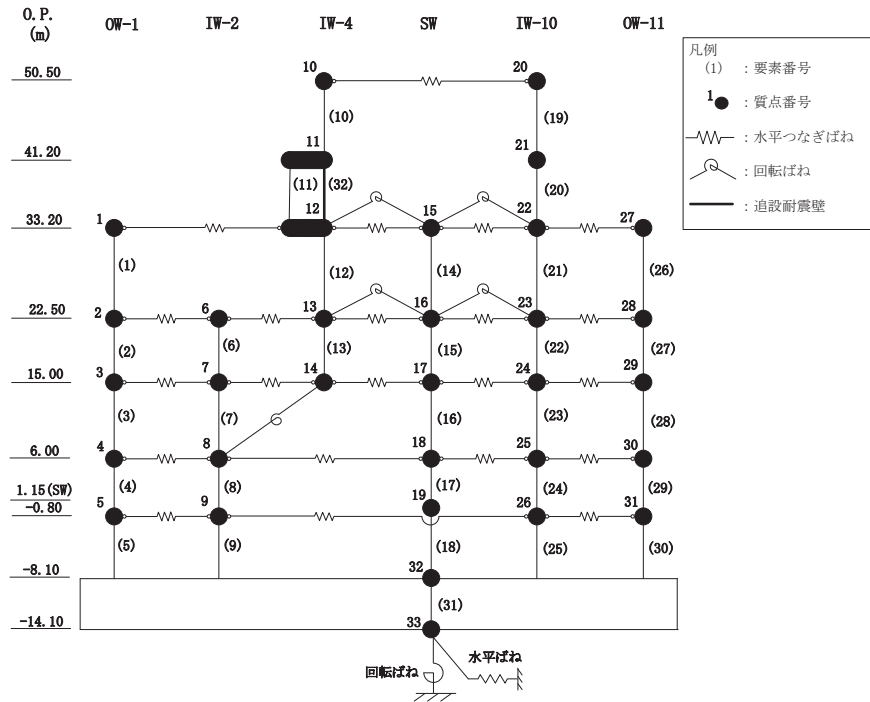 O.P.
(m)
OW-1 IW-2 IW-4 SW IW-10 OW-11
凡例
(1) : 要素番号
1 : 質点番号
: 水平つなぎばね
: 回転ばね
: 追設耐震壁
50.50 10 20
(10) (19)
41.20 11 21
(11) (32) (20)
33.20 1 12 15 22 27
(1) (12) (14) (21) (26)
22.50 2 6 13 16 23 28
(2) (6) (13) (15) (22) (27)
15.00 3 7 14 17 24 29
(3) (7) (16) (23) (28)
6.00 4 8 18 25 30
(4) (8) (17) (24) (29)
1.15(SW) 19
-0.80 5 9 26 31
(5) (9) (18) (25) (30)
-8.10 32
(31)
-14.10 33
水平ばね
回転ばね